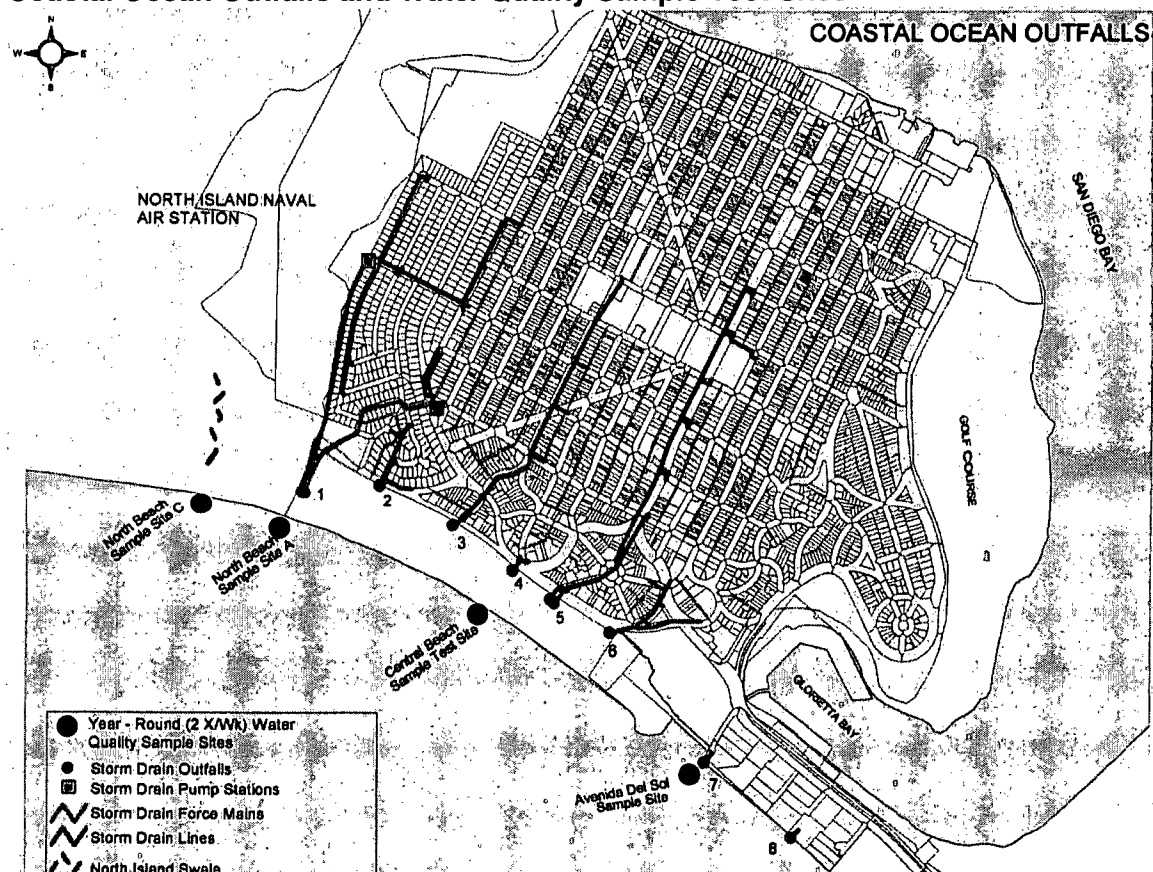 COASTAL OCEAN OUTFALLS
N
W
E
S
NORTH ISLAND NAVAL
AIR STATION
SAN DIEGO BAY
GOLF COURSE
GLORIETTA BAY
North Beach
Sample Site C
North Beach
Sample Site A
Central Beach
Sample Test Site
Avenida Del Sol
Sample Site
1
2
3
4
5
6
7
8
Year - Round (2 X/Wk) Water
Quality Sample Sites
Storm Drain Outfalls
Storm Drain Pump Stations
Storm Drain Force Mains
Storm Drain Lines
North Island Swale